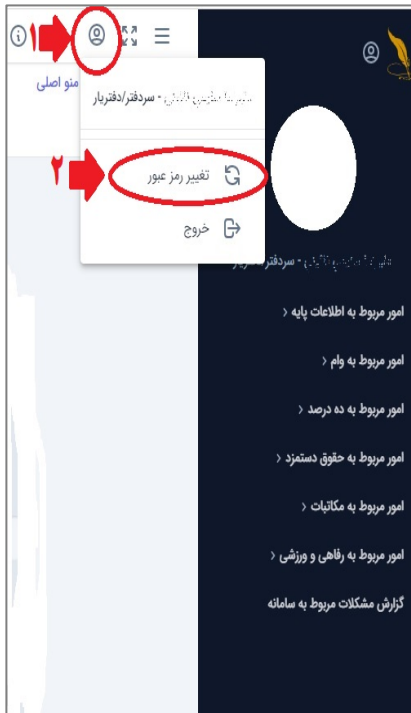 ۱
منو اصلی
- سردفتر/دفتریار
۲
تغییر رمز عبور
خروج
- سردفتر
امور مربوط به اطلاعات پایه
امور مربوط به وام
امور مربوط به ده درصد
امور مربوط به حقوق دستمزد
امور مربوط به مکاتبات
امور مربوط به رفاهی و ورزشی
گزارش مشکلات مربوط به سامانه